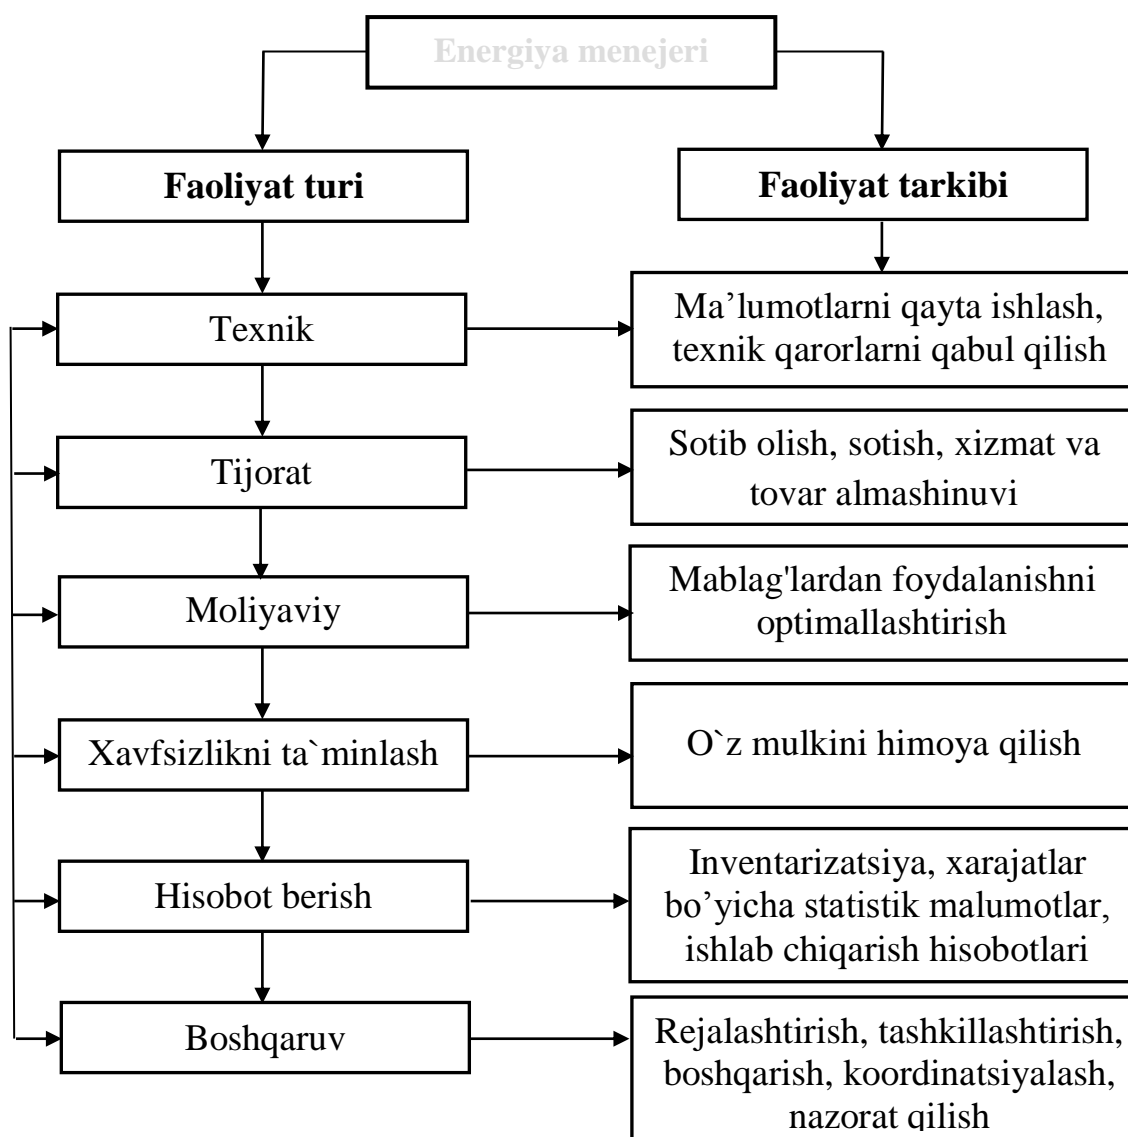 Energiya menejeri
Faoliyat turi
Faoliyat tarkibi
Texnik
Ma’lumotlarni qayta ishlash,
texnik qarorlarni qabul qilish
Tijorat
Sotib olish, sotish, xizmat va
tovar almashinuvi
Moliyaviy
Mablag'lardan foydalanishni
optimallashtirish
Xavfsizlikni ta`minlash
O`z mulkini himoya qilish
Hisobot berish
Inventarizatsiya, xarajatlar
bo’yicha statistik malumotlar,
ishlab chiqarish hisobotlari
Boshqaruv
Rejalashtirish, tashkillashtirish,
boshqarish, koordinatsiyalash,
nazorat qilish